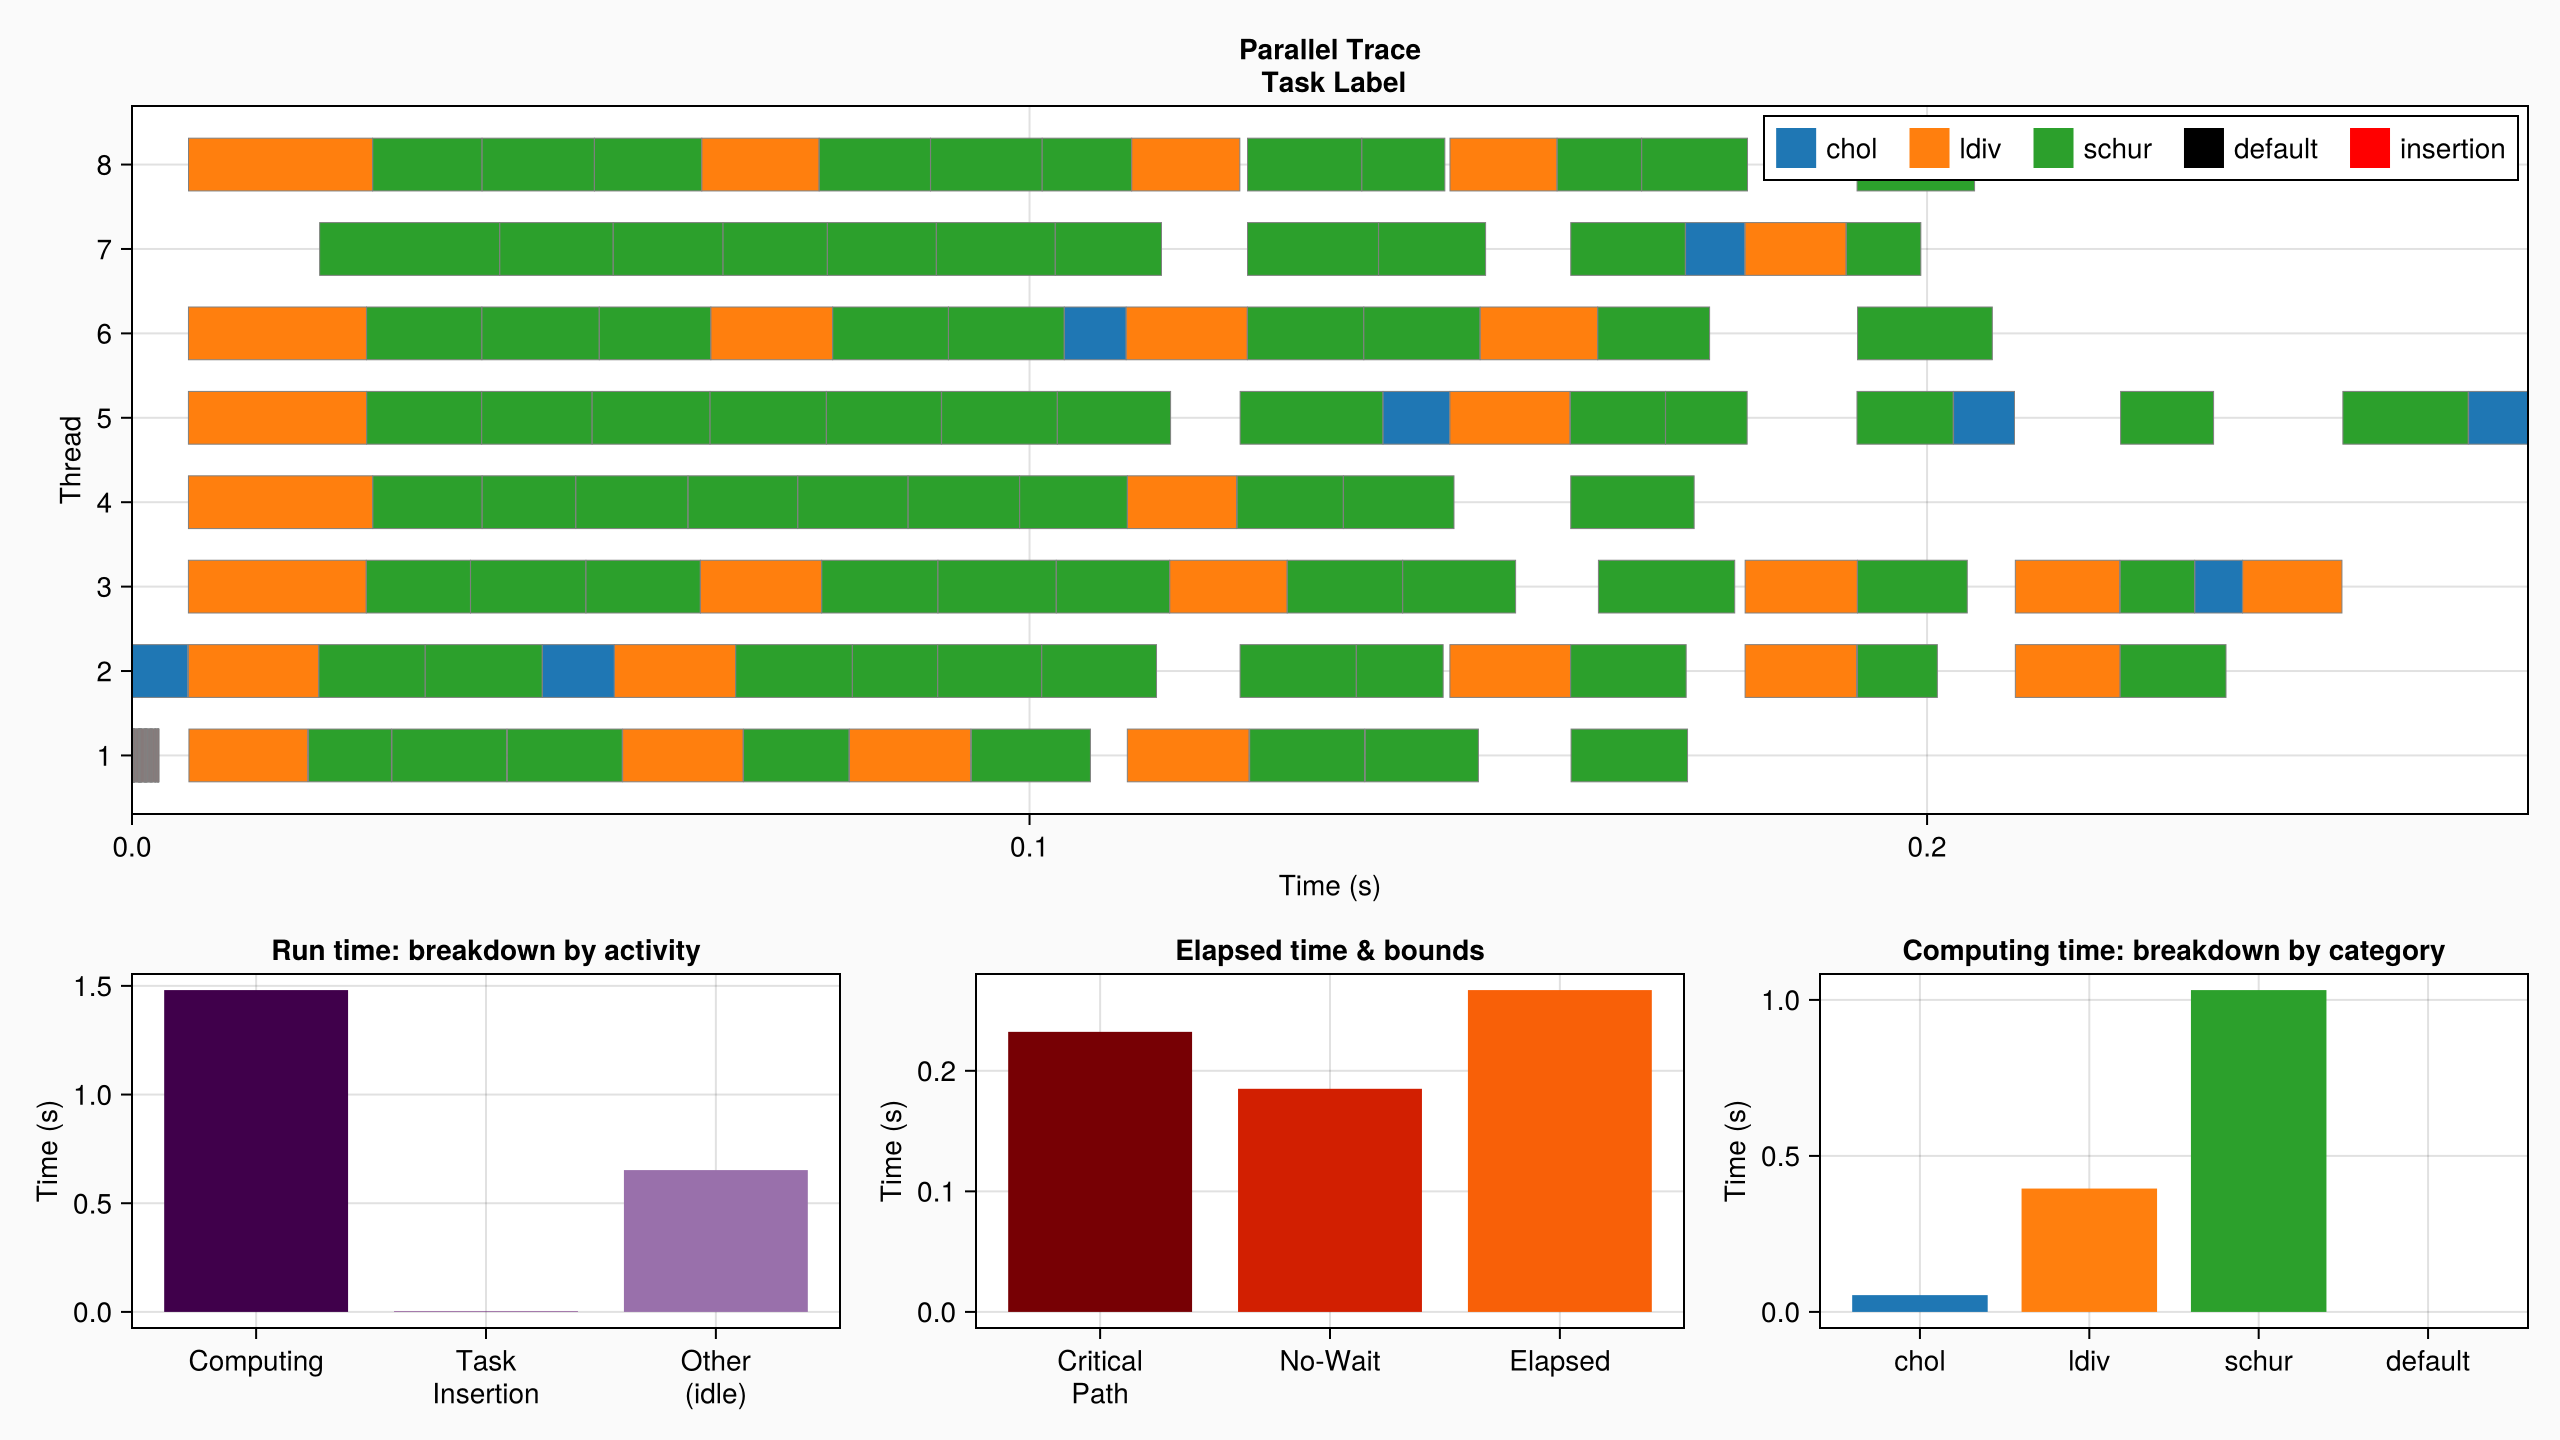 Parallel Trace
Task Label
chol ldiv schur default insertion
8
7
6
5
4
3
2
1
Thread
0.0 0.1 0.2
Time (s)
Run time: breakdown by activity
1.5
1.0
0.5
0.0
Time (s)
Computing Task Insertion Other (idle)
Elapsed time & bounds
0.2
0.1
0.0
Time (s)
Critical Path No-Wait Elapsed
Computing time: breakdown by category
1.0
0.5
0.0
Time (s)
chol ldiv schur default